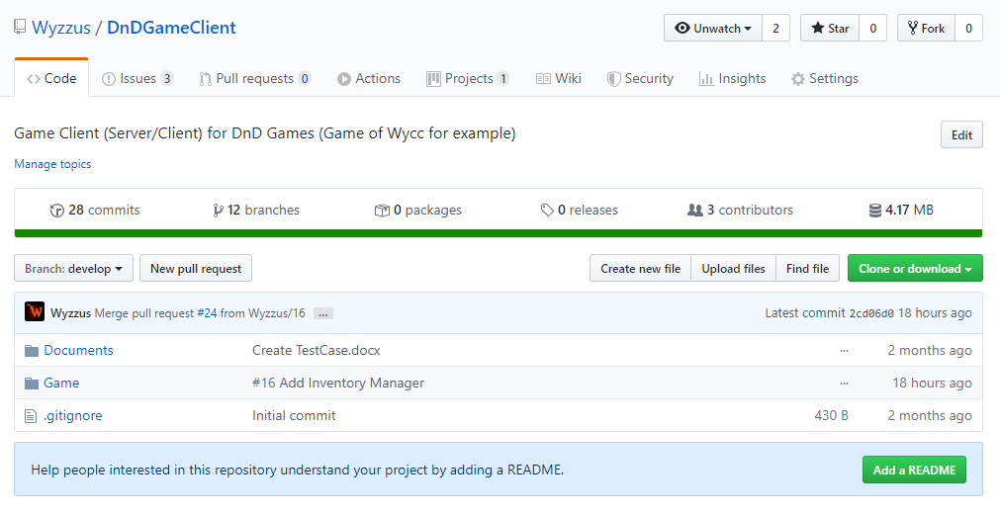 Wyzzus / DnDGameClient Unwatch 2 Star 0 Fork 0
Code Issues 3 Pull requests 0 Actions Projects 1 Wiki Security Insights Settings
Game Client (Server/Client) for DnD Games (Game of Wycc for example) Edit
Manage topics
28 commits 12 branches 0 packages 0 releases 3 contributors 4.17 MB
Branch: develop New pull request Create new file Upload files Find file Clone or download
W Wyzzus Merge pull request #24 from Wyzzus/16 ... Latest commit 2cd06d0 18 hours ago
Documents Create TestCase.docx ... 2 months ago
Game #16 Add Inventory Manager ... 18 hours ago
.gitignore Initial commit 430 B 2 months ago
Help people interested in this repository understand your project by adding a README. Add a README